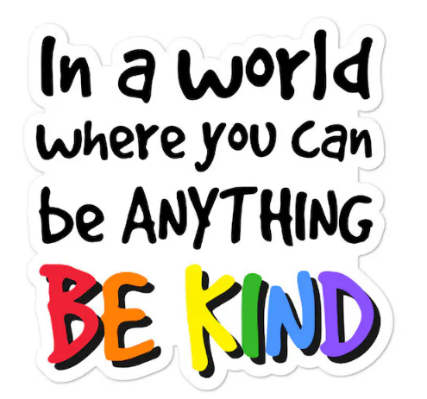 In a world
where you can
be ANYTHING
BE KIND